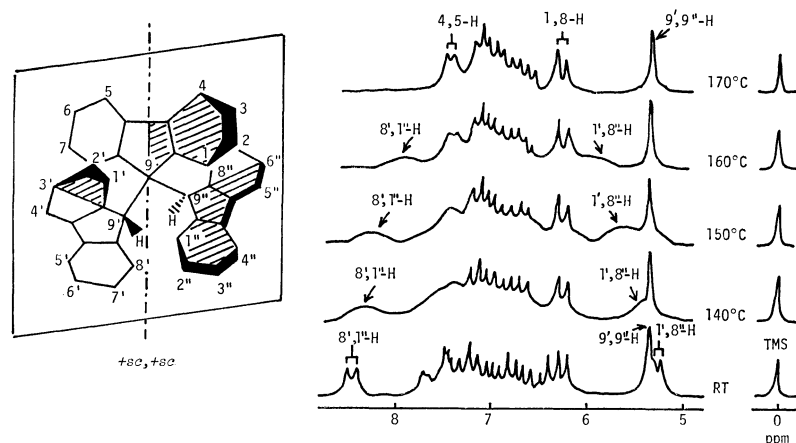 4
5
6
3
7
9
1
2
2'
8"
6"
3'
1'
9"
5"
4'
H
9'
1"
H
5'
8
4"
6'
7'
2"
3"
+sc,+sc
4,5-H
1,8-H
9',9"-H
170°C
8',1"-H
1',8"-H
160°C
8',1"-H
1',8"-H
150°C
8',1"-H
1',8"-H
140°C
8',1"-H
9',9"-H
1',8"-H
TMS
RT
8
7
6
5
0
ppm